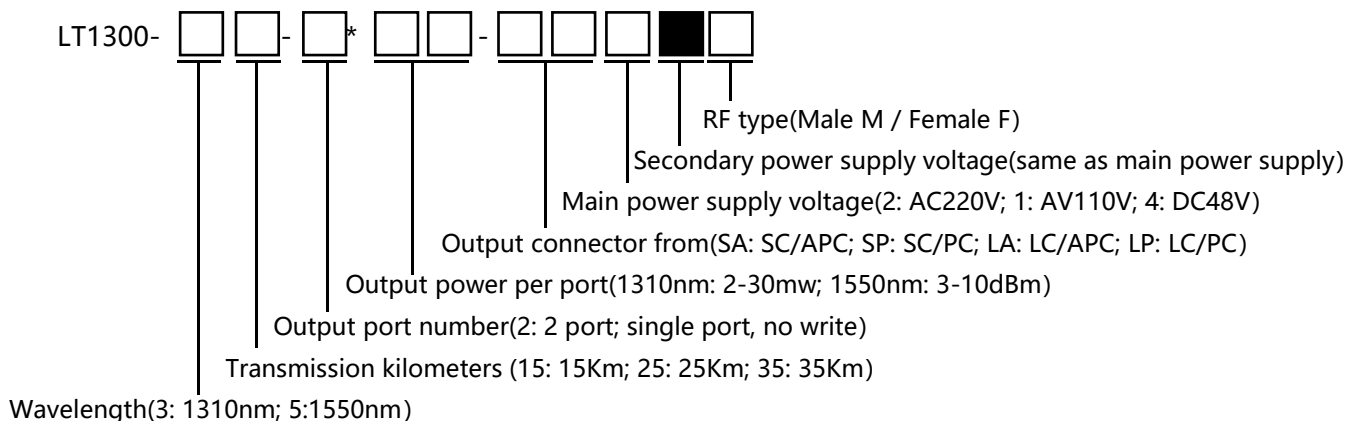 LT1300- - * -
RF type(Male M / Female F)
Secondary power supply voltage(same as main power supply)
Main power supply voltage(2: AC220V; 1: AV110V; 4: DC48V)
Output connector from(SA: SC/APC; SP: SC/PC; LA: LC/APC; LP: LC/PC)
Output power per port(1310nm: 2-30mw; 1550nm: 3-10dBm)
Output port number(2: 2 port; single port, no write)
Transmission kilometers (15: 15Km; 25: 25Km; 35: 35Km)
Wavelength(3: 1310nm; 5:1550nm)